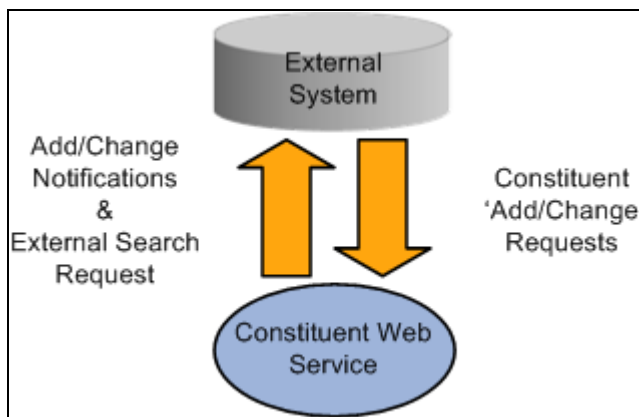 External
System
Add/Change
Notifications
&
External Search
Request
Constituent
‘Add/Change
Requests
Constituent Web
Service